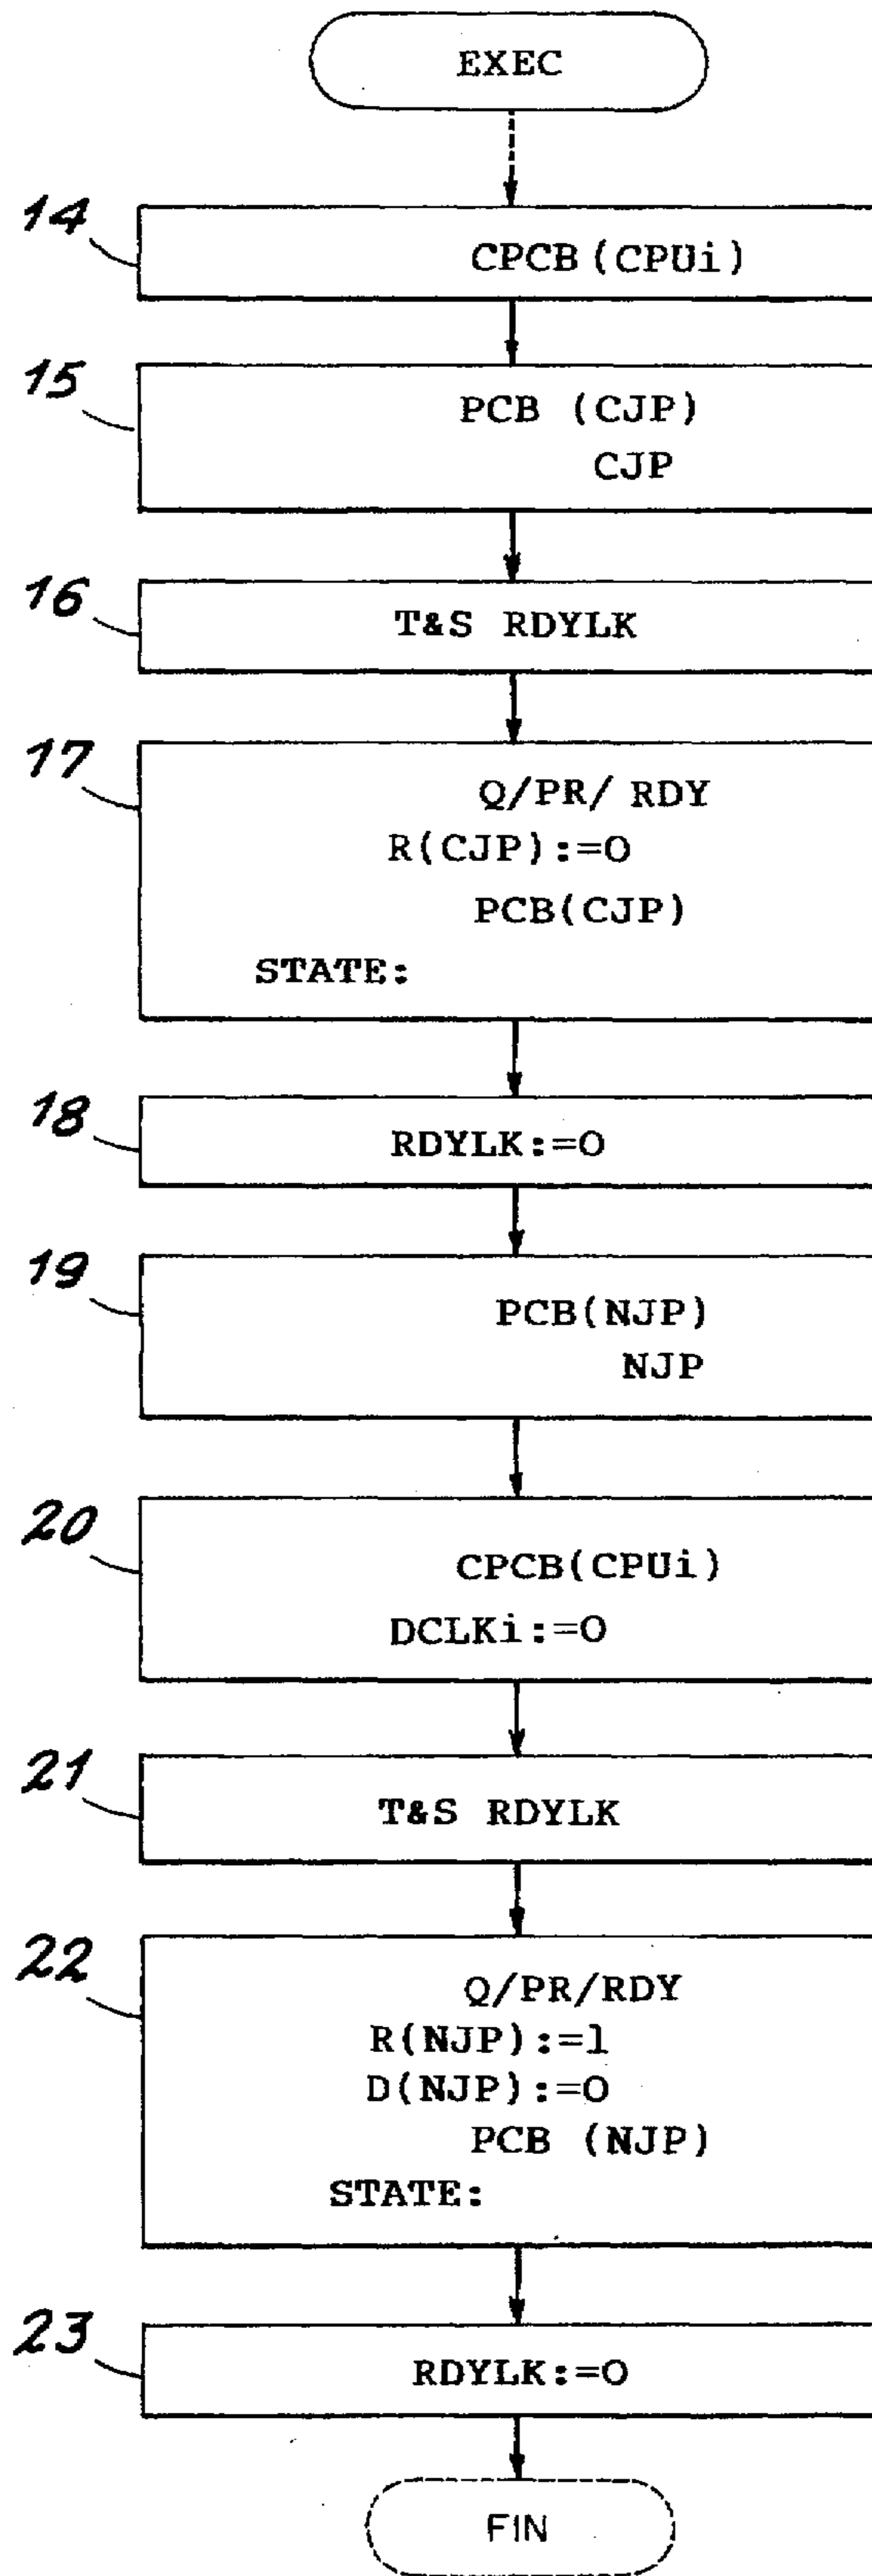 EXEC
14
CPCB (CPUi)
15
PCB (CJP)
CJP
16
T&S RDYLK
17
Q/PR/ RDY
R(CJP):=0
PCB(CJP)
STATE:
18
RDYLK:=0
19
PCB(NJP)
NJP
20
CPCB(CPUi)
DCLKi:=0
21
T&S RDYLK
22
Q/PR/RDY
R(NJP):=1
D(NJP):=0
PCB (NJP)
STATE:
23
RDYLK:=0
FIN